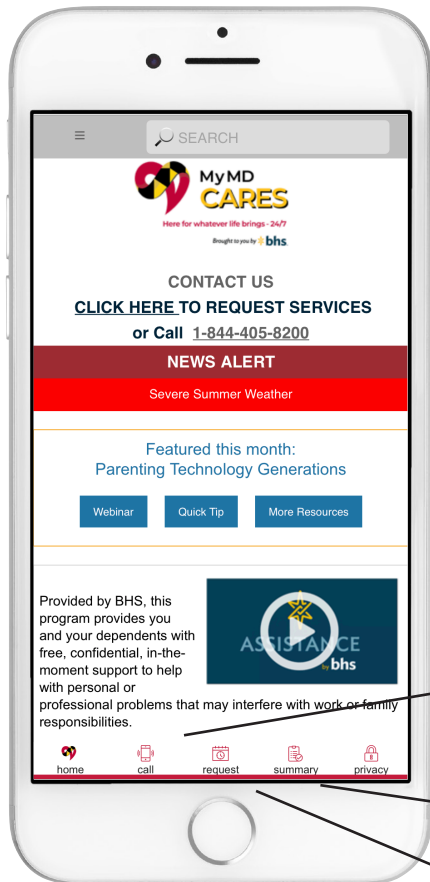 SEARCH
My MD
CARES
Here for whatever life brings - 24/7
Brought to you by bhs.
CONTACT US
CLICK HERE TO REQUEST SERVICES
or Call 1-844-405-8200
NEWS ALERT
Severe Summer Weather
Featured this month:
Parenting Technology Generations
Webinar Quick Tip More Resources
Provided by BHS, this
program provides you
and your dependents with
free, confidential, in-the-
moment support to help
with personal or
professional problems that may interfere with work or family
responsibilities.
ASSISTANCE
by bhs
home call request summary privacy